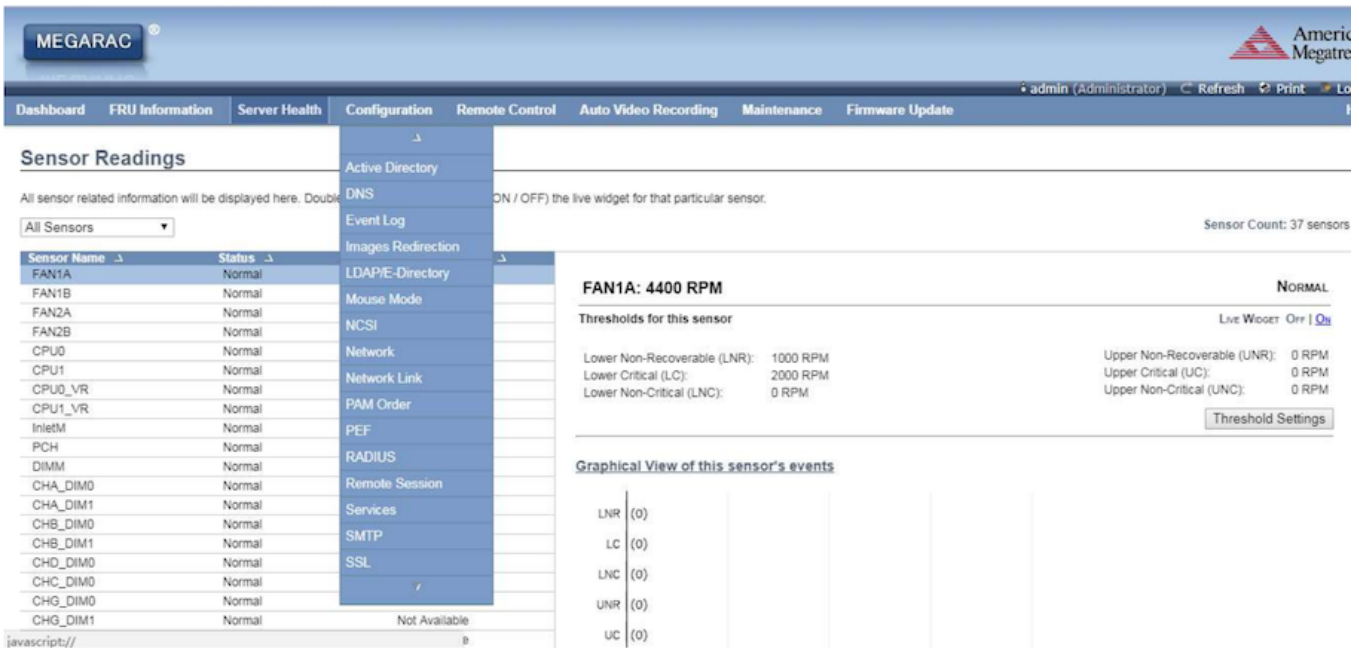 MEGARAC ®
Americ
Megatre
admin (Administrator) Refresh Print Lo
Dashboard FRU Information Server Health Configuration Remote Control Auto Video Recording Maintenance Firmware Update H
Sensor Readings
All sensor related information will be displayed here. Double ON / OFF) the live widget for that particular sensor.
All Sensors
Sensor Count: 37 sensors
Sensor Name Status
FAN1A Normal
FAN1B Normal
FAN2A Normal
FAN2B Normal
CPU0 Normal
CPU1 Normal
CPU0_VR Normal
CPU1_VR Normal
InletM Normal
PCH Normal
DIMM Normal
CHA_DIM0 Normal
CHA_DIM1 Normal
CHB_DIM0 Normal
CHB_DIM1 Normal
CHD_DIM0 Normal
CHC_DIM0 Normal
CHG_DIM0 Normal
CHG_DIM1 Normal Not Available
javascript://
Active Directory
DNS
Event Log
Images Redirection
LDAP/E-Directory
Mouse Mode
NCSI
Network
Network Link
PAM Order
PEF
RADIUS
Remote Session
Services
SMTP
SSL
FAN1A: 4400 RPM NORMAL
Thresholds for this sensor LIVE WIDGET OFF | ON
Lower Non-Recoverable (LNR): 1000 RPM Upper Non-Recoverable (UNR): 0 RPM
Lower Critical (LC): 2000 RPM Upper Critical (UC): 0 RPM
Lower Non-Critical (LNC): 0 RPM Upper Non-Critical (UNC): 0 RPM
Threshold Settings
Graphical View of this sensor's events
LNR (0)
LC (0)
LNC (0)
UNR (0)
UC (0)